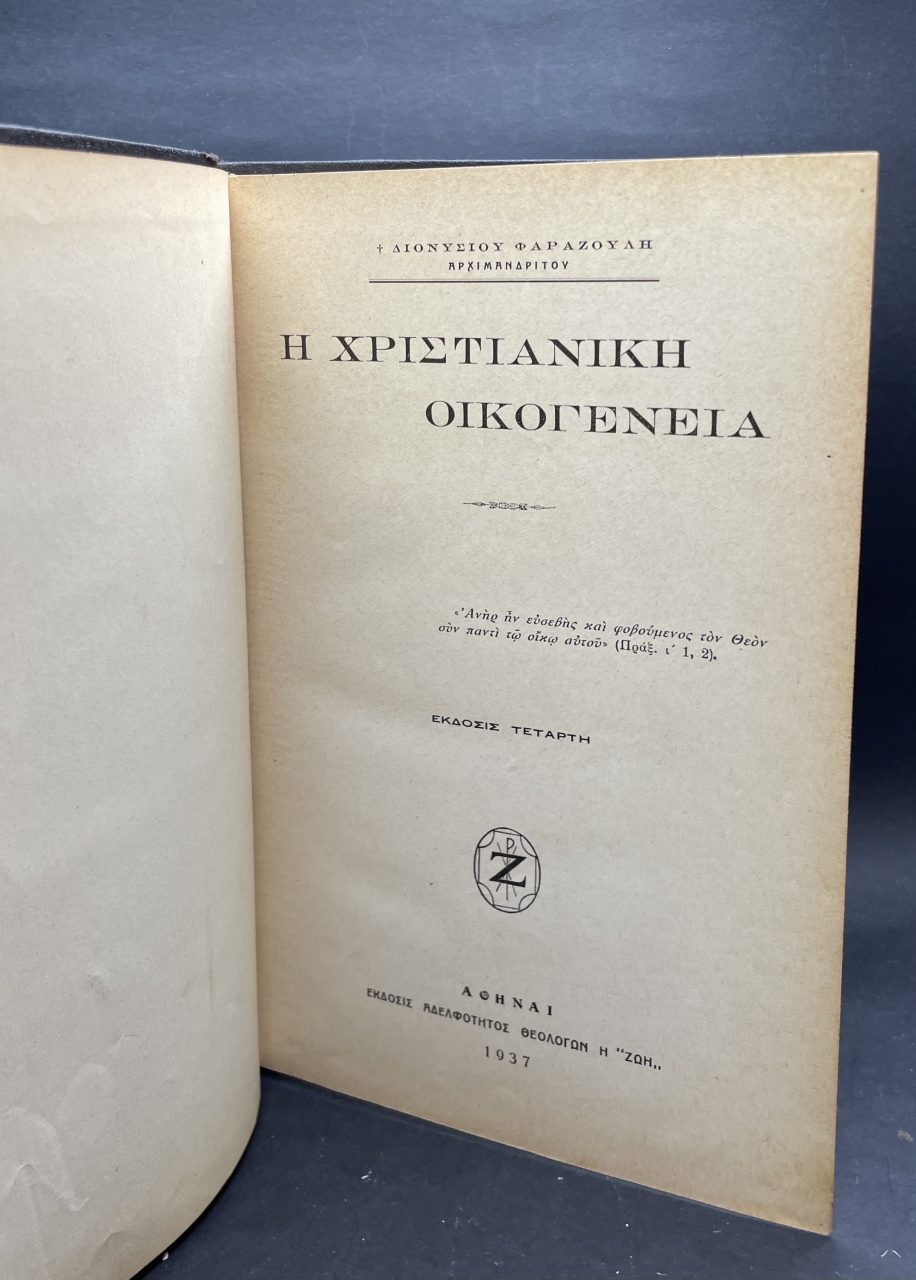 † ΔΙΟΝΥΣΙΟΥ ΦΑΡΑΖΟΥΛΗ
ΑΡΧΙΜΑΝΔΡΙΤΟΥ
Η ΧΡΙΣΤΙΑΝΙΚΗ
ΟΙΚΟΓΕΝΕΙΑ
«Ἀνὴρ ἦν εὐσεβὴς καὶ φοβούμενος τὸν Θεὸν
σὺν παντὶ τῷ οἴκῳ αὐτοῦ» (Πράξ. ι΄ 1, 2).
ΕΚΔΟΣΙΣ ΤΕΤΑΡΤΗ
Ρ
Ζ
ΑΘΗΝΑΙ
ΕΚΔΟΣΙΣ ΑΔΕΛΦΟΤΗΤΟΣ ΘΕΟΛΟΓΩΝ Η “ΖΩΗ„
1937